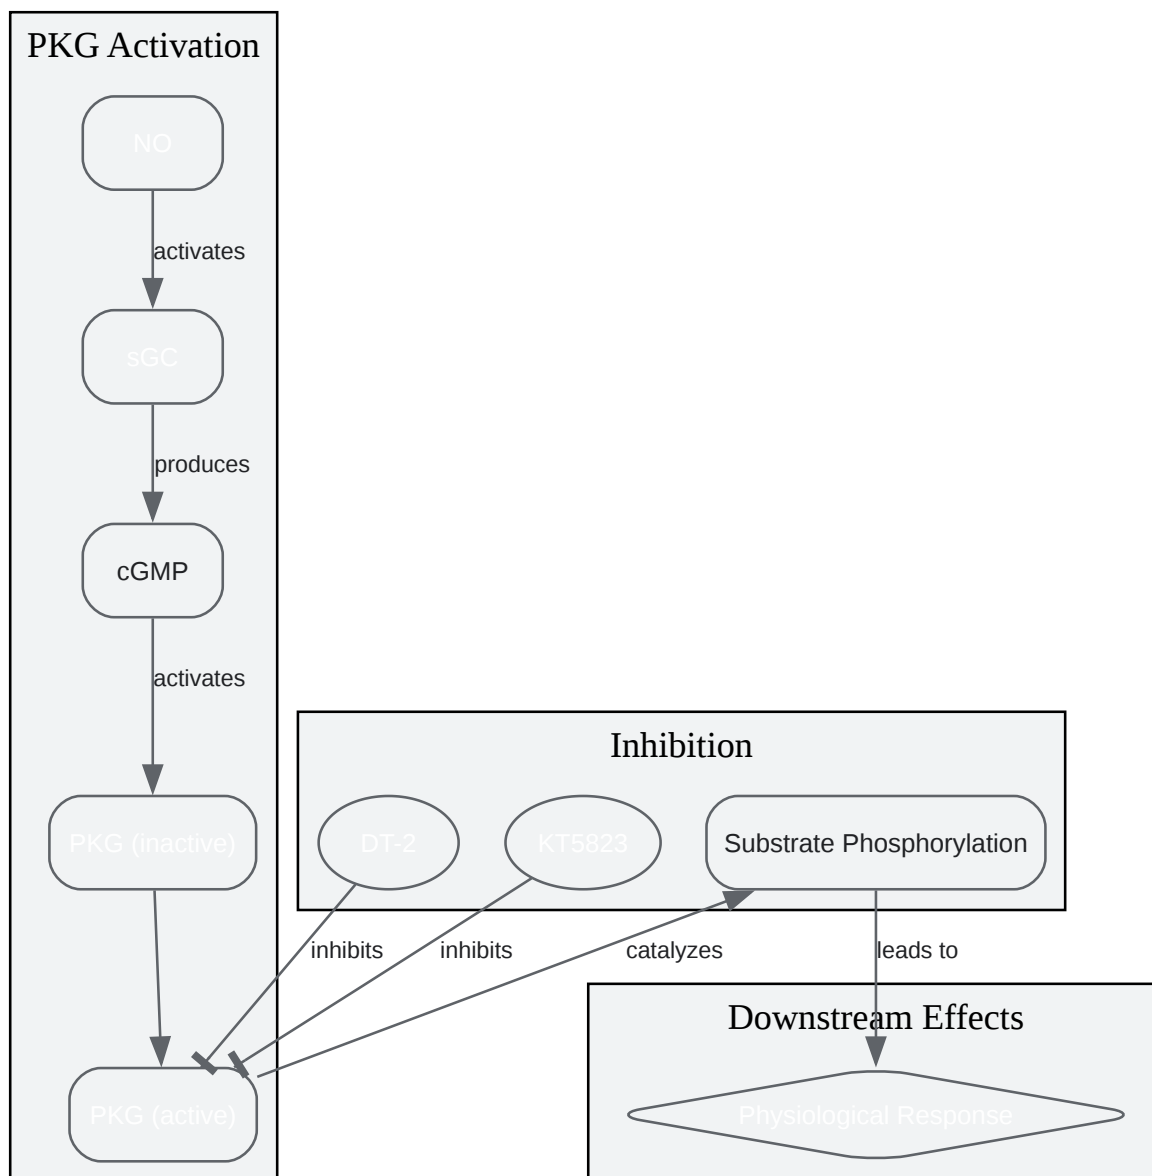 PKG Activation
NO
activates
sGC
produces
cGMP
activates
Inhibition
PKG (inactive)
DT-2
KT5823
Substrate Phosphorylation
inhibits
inhibits
catalyzes
leads to
Downstream Effects
PKG (active)
Physiological Response